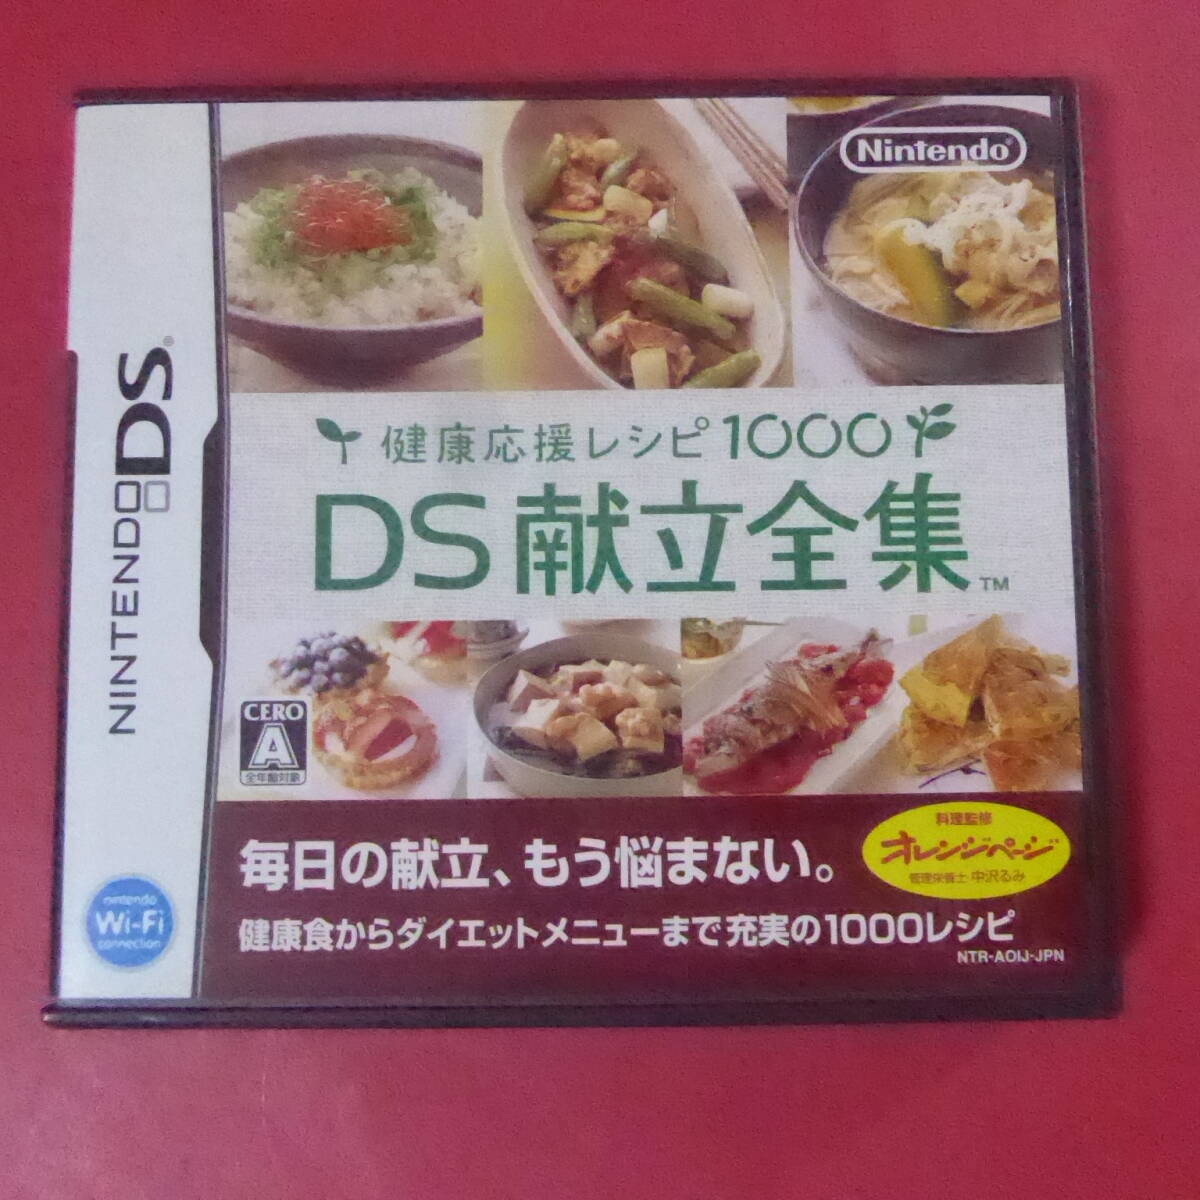 NINTENDO DS®
Nintendo®
健康応援レシピ1000
DS 献立全集™
CERO
A
全年齢対象
毎日の献立、もう悩まない。
健康食からダイエットメニューまで充実の1000レシピ
料理監修
オレンジページ
管理栄養士 中沢るみ
NTR-AOIJ-JPN
nintendo
Wi-Fi
connection